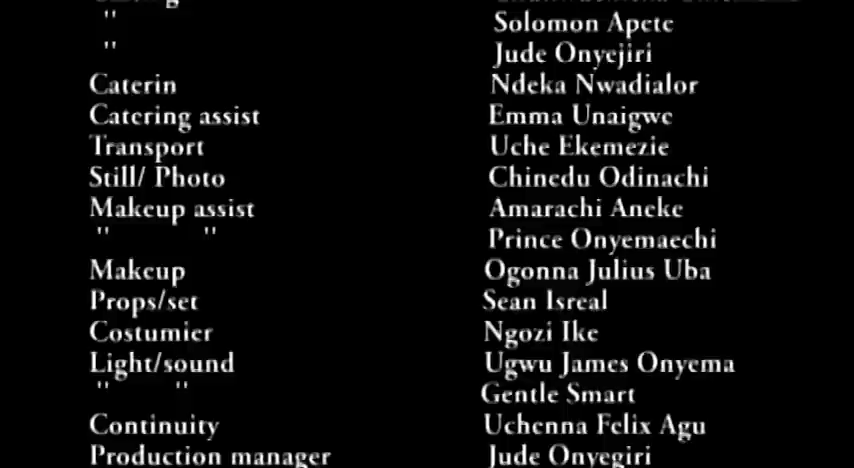 " Solomon Apete
" Jude Onyejiri
Caterin Ndeka Nwadialor
Catering assist Emma Unaigwe
Transport Uche Ekemezie
Still/ Photo Chinedu Odinachi
Makeup assist Amarachi Aneke
" " Prince Onyemaechi
Makeup Ogonna Julius Uba
Props/set Sean Isreal
Costumier Ngozi Ike
Light/sound Ugwu James Onyema
" " Gentle Smart
Continuity Uchenna Felix Agu
Production manager Jude Onyegiri